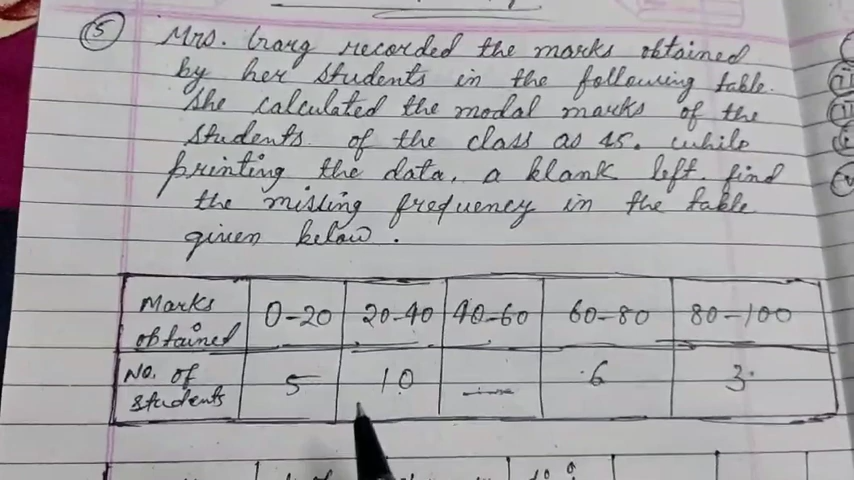 5 Mrs. Garg recorded the marks obtained
by her students in the following table.
She calculated the modal marks of the
students of the class as 45. while
printing the data, a blank left. find
the missing frequency in the table
given below.
Marks obtained 0-20 20-40 40-60 60-80 80-100
No. of students 5 10 — 6 3